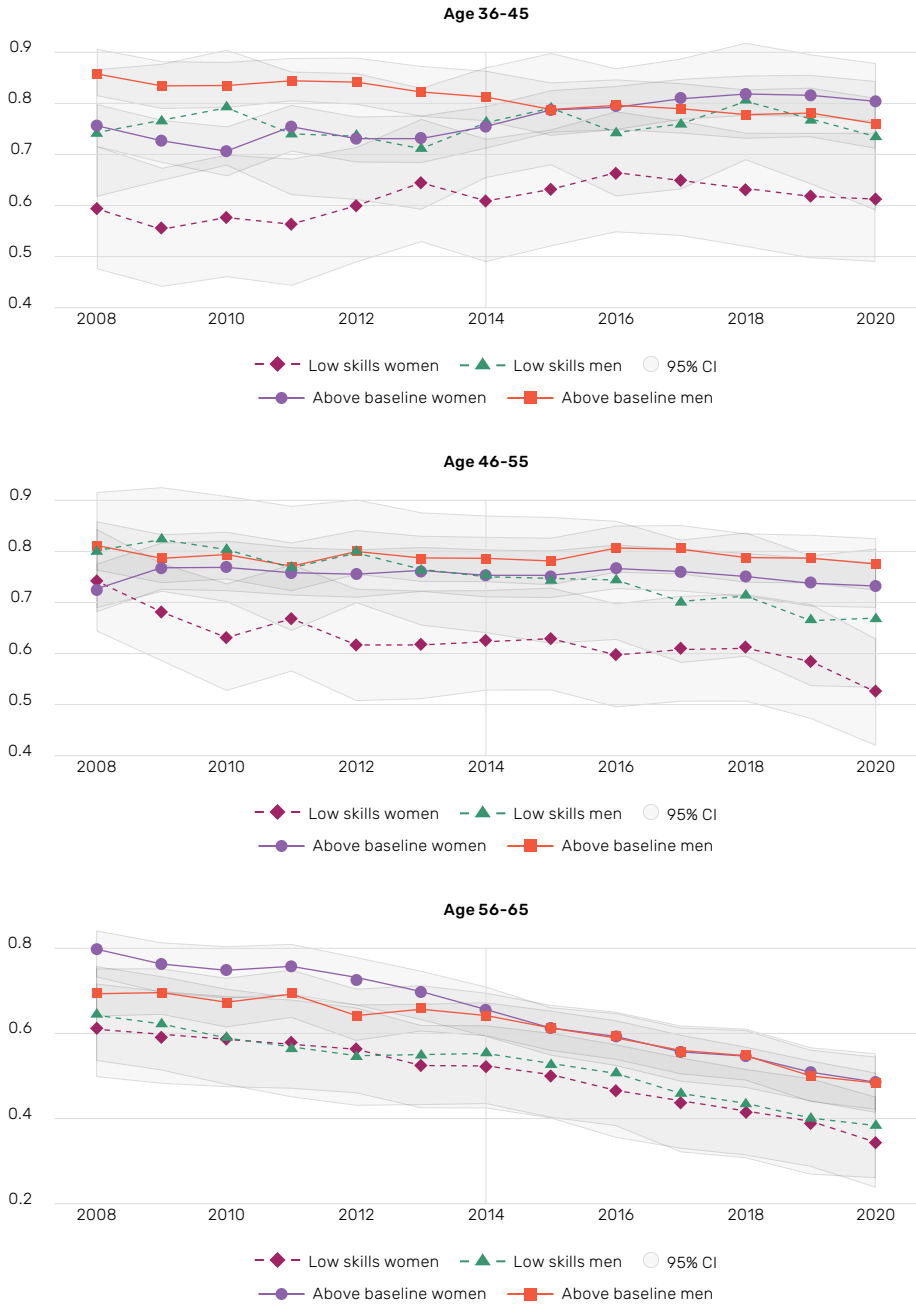 Age 36-45
0.9
0.8
0.7
0.6
0.5
0.4
2008 2010 2012 2014 2016 2018 2020
Low skills women Low skills men 95% CI
Above baseline women Above baseline men
Age 46-55
0.9
0.8
0.7
0.6
0.5
0.4
2008 2010 2012 2014 2016 2018 2020
Low skills women Low skills men 95% CI
Above baseline women Above baseline men
Age 56-65
0.8
0.6
0.4
0.2
2008 2010 2012 2014 2016 2018 2020
Low skills women Low skills men 95% CI
Above baseline women Above baseline men